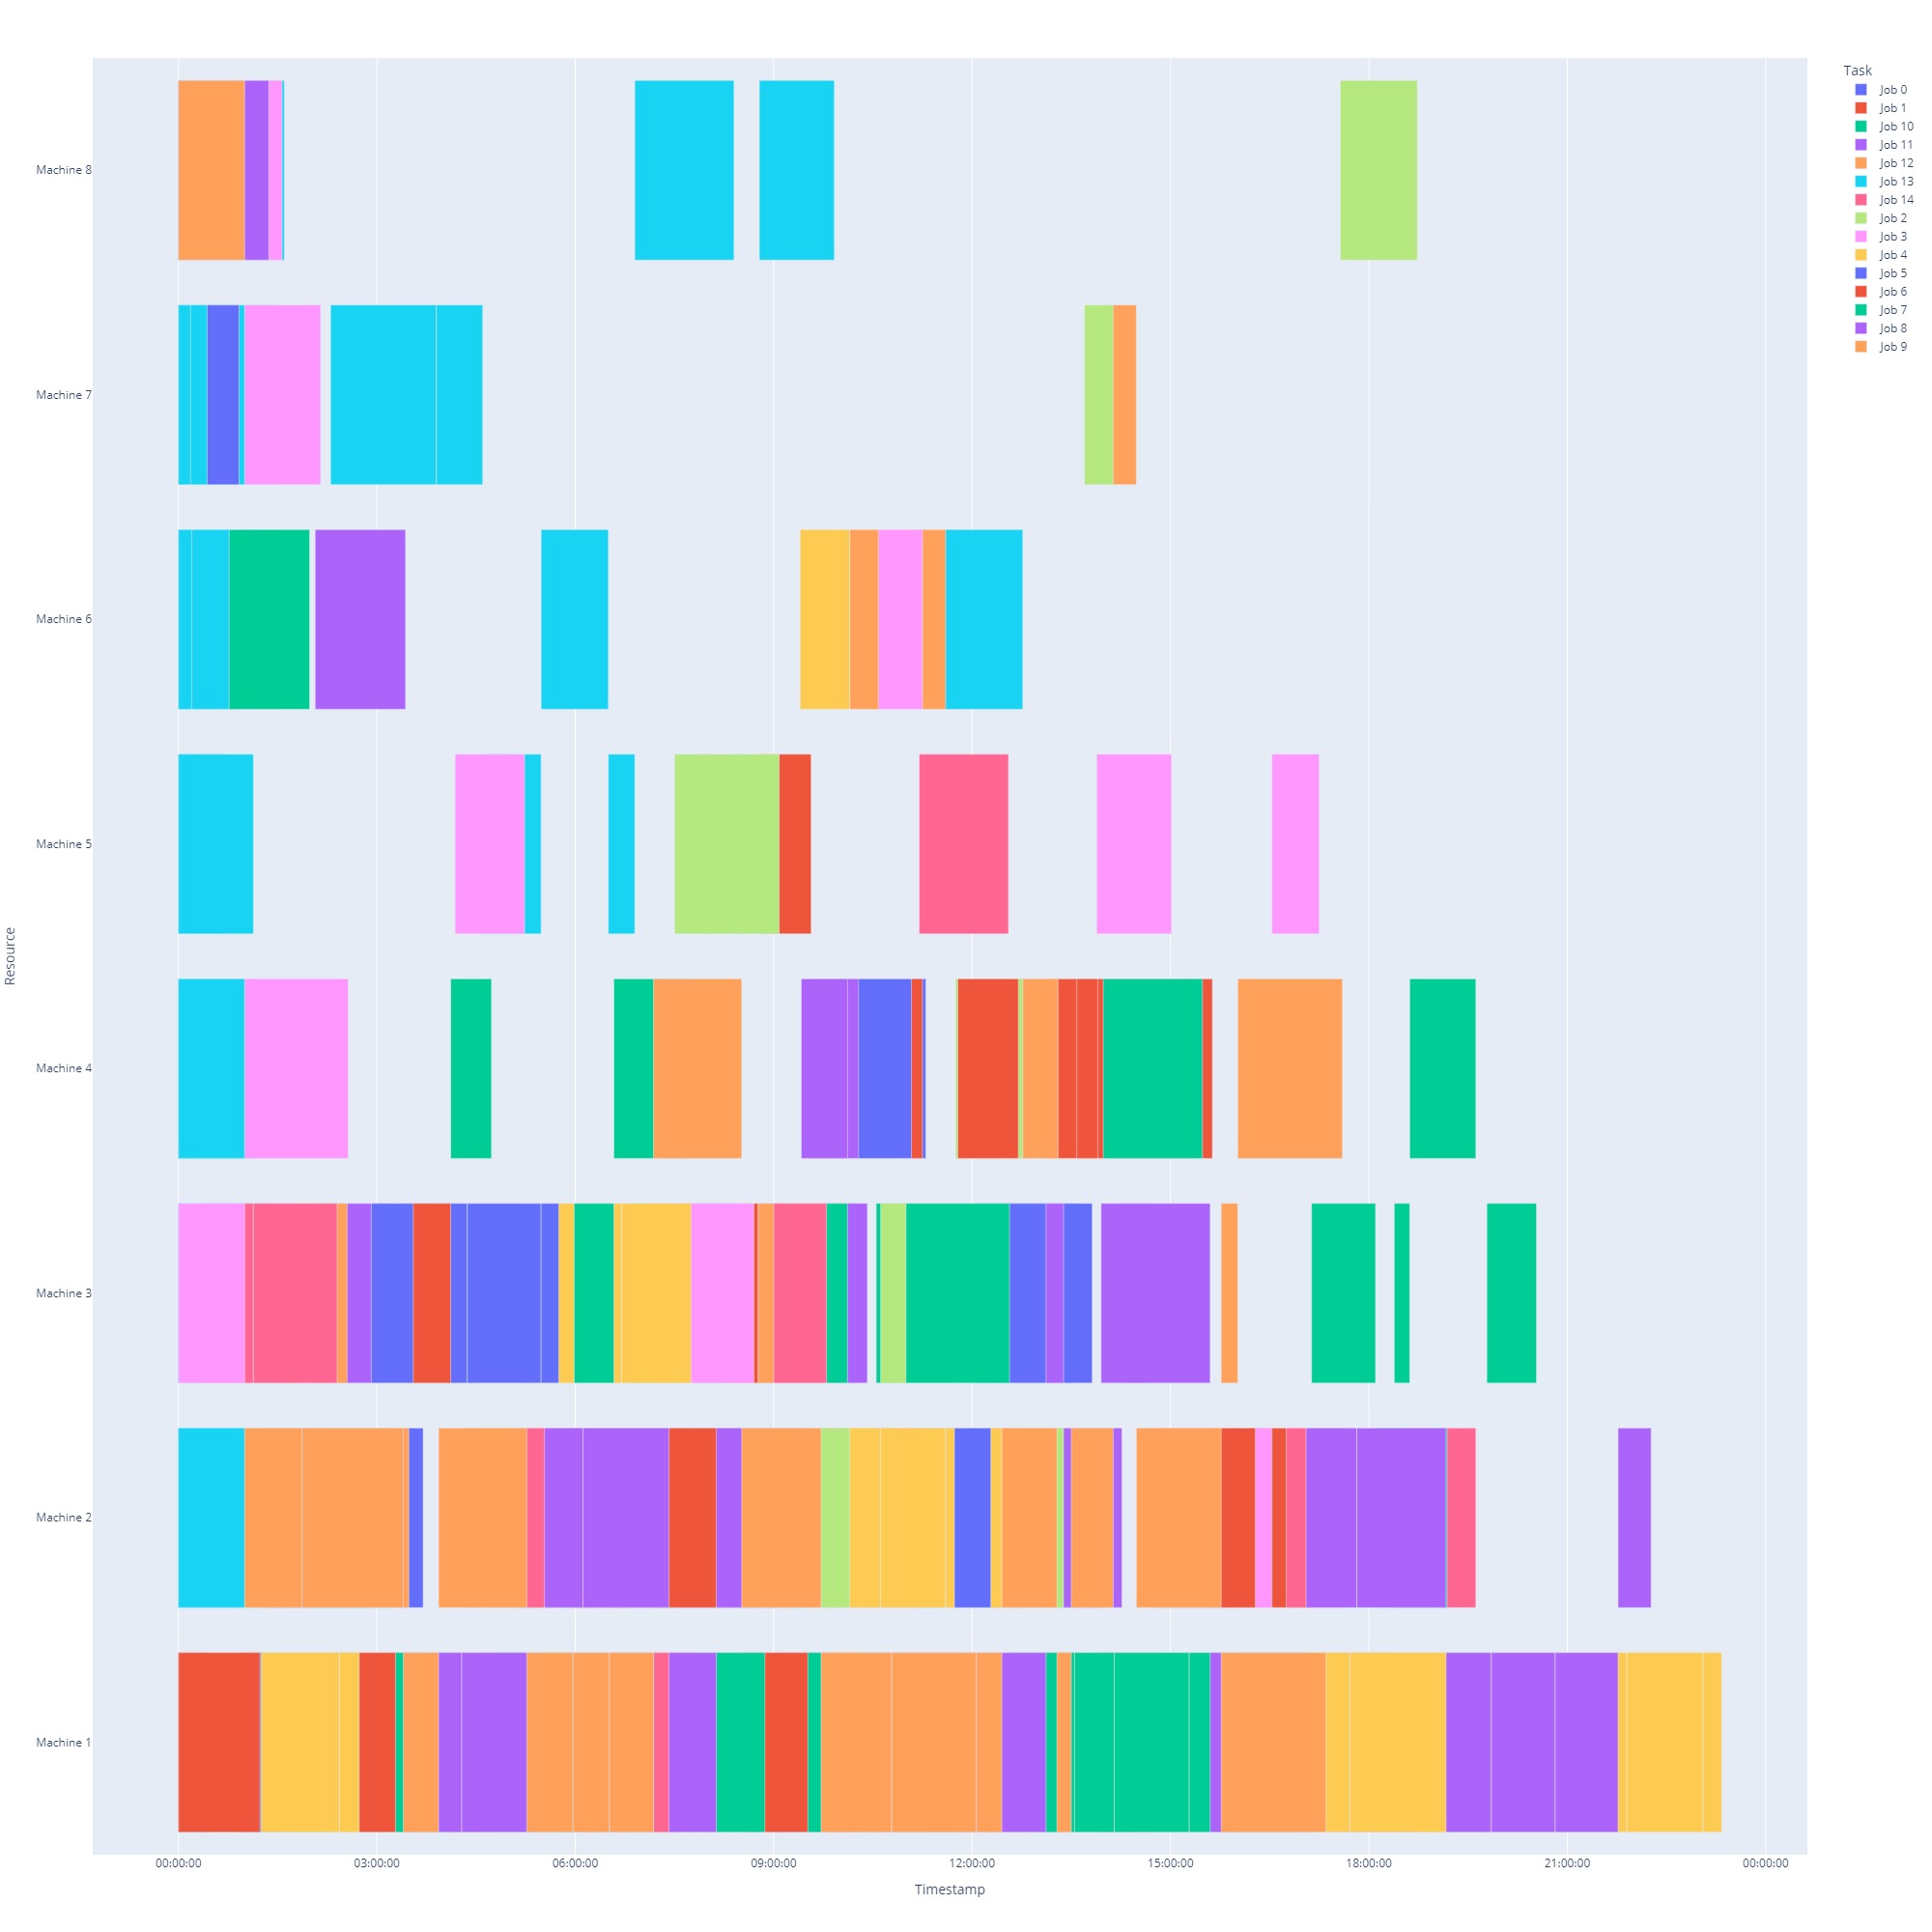 Task
Job 0
Job 1
Job 10
Job 11
Job 12
Job 13
Job 14
Job 2
Job 3
Job 4
Job 5
Job 6
Job 7
Job 8
Job 9
Machine 8
Machine 7
Machine 6
Machine 5
Machine 4
Machine 3
Machine 2
Machine 1
Resource
00:00:00 03:00:00 06:00:00 09:00:00 12:00:00 15:00:00 18:00:00 21:00:00 00:00:00
Timestamp